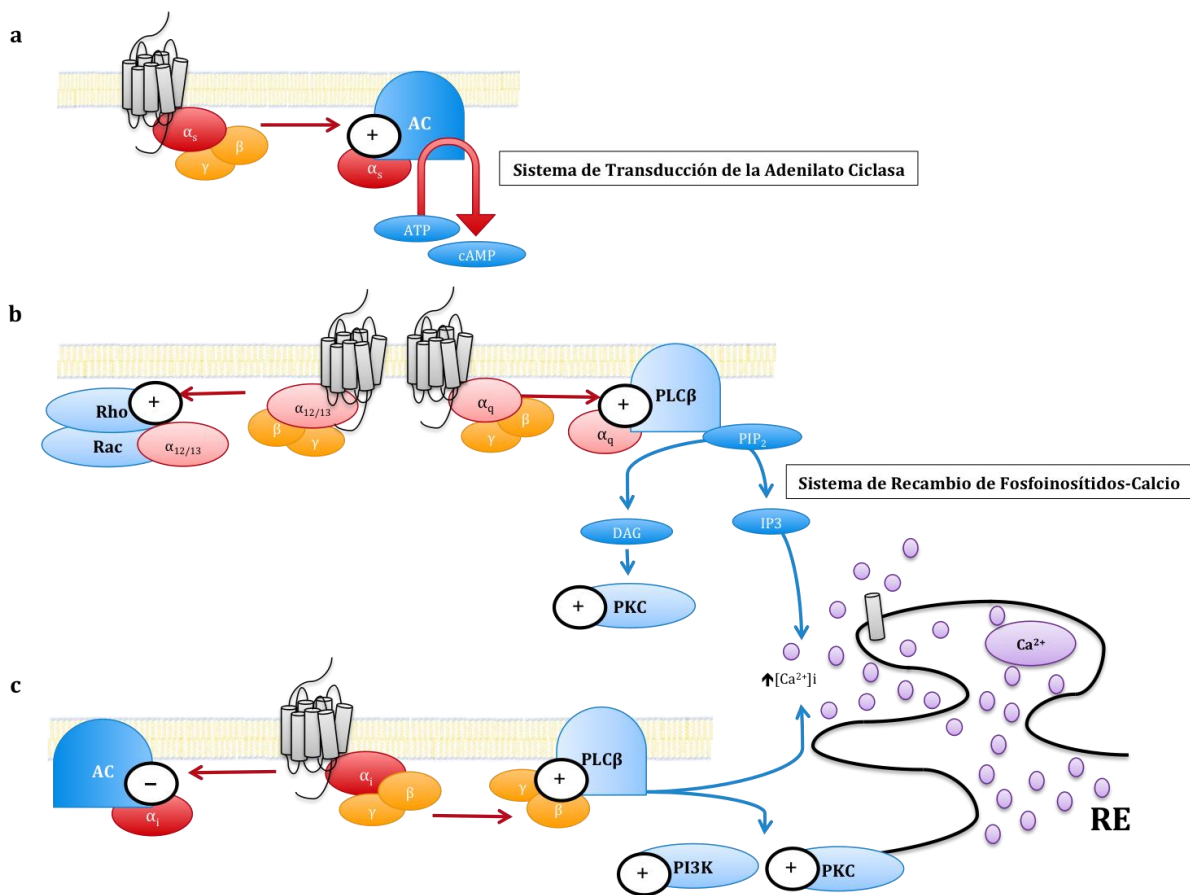 a
αs
β
γ
+
AC
αs
Sistema de Transducción de la Adenilato Ciclasa
ATP
cAMP
b
Rho
+
Rac
α12/13
α12/13
β
γ
αq
β
γ
+
PLCβ
αq
PIP2
Sistema de Recambio de Fosfoinosítidos-Calcio
DAG
IP3
+
PKC
Ca²⁺
↑[Ca²⁺]i
c
AC
−
αi
αi
β
γ
PLCβ
+
γ
β
RE
+
PI3K
+
PKC